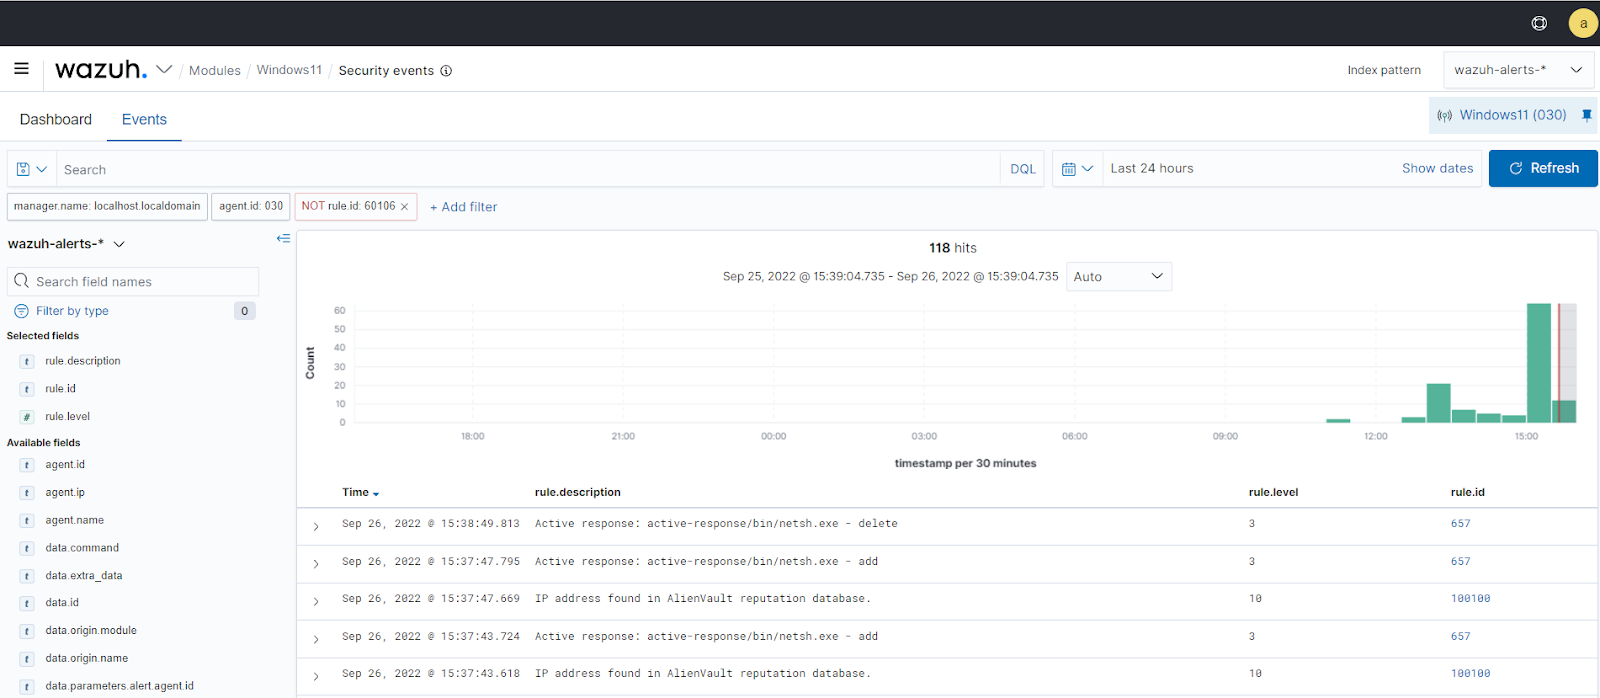 a
wazuh. / Modules / Windows11 / Security events Index pattern wazuh-alerts-*
Dashboard Events Windows11 (030)
Search DQL Last 24 hours Show dates Refresh
manager.name: localhost.localdomain agent.id: 030 NOT rule.id: 60106 × + Add filter
wazuh-alerts-*
Search field names
Filter by type 0
Selected fields
t rule.description
t rule.id
# rule.level
Available fields
t agent.id
t agent.ip
t agent.name
t data.command
t data.extra_data
t data.id
t data.origin.module
t data.origin.name
t data.parameters.alert.agent.id
118 hits
Sep 25, 2022 @ 15:39:04.735 - Sep 26, 2022 @ 15:39:04.735 Auto
Count
60
50
40
30
20
10
0
18:00 21:00 00:00 03:00 06:00 09:00 12:00 15:00
timestamp per 30 minutes
Time rule.description rule.level rule.id
Sep 26, 2022 @ 15:38:49.813 Active response: active-response/bin/netsh.exe - delete 3 657
Sep 26, 2022 @ 15:37:47.795 Active response: active-response/bin/netsh.exe - add 3 657
Sep 26, 2022 @ 15:37:47.669 IP address found in AlienVault reputation database. 10 100100
Sep 26, 2022 @ 15:37:43.724 Active response: active-response/bin/netsh.exe - add 3 657
Sep 26, 2022 @ 15:37:43.618 IP address found in AlienVault reputation database. 10 100100